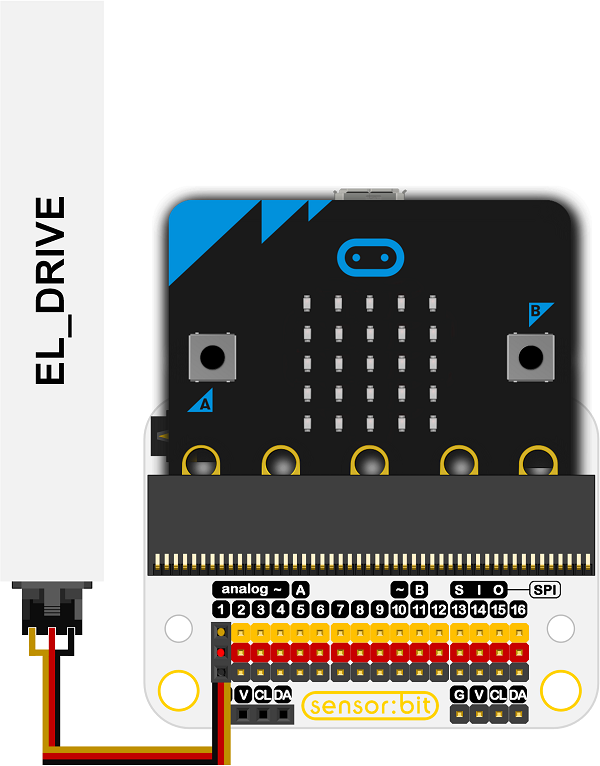 EL_DRIVE
B
A
analog ~ A ~ B S I O SPI
1 2 3 4 5 6 7 8 9 10 11 12 13 14 15 16
V CL DA sensor:bit G V CL DA